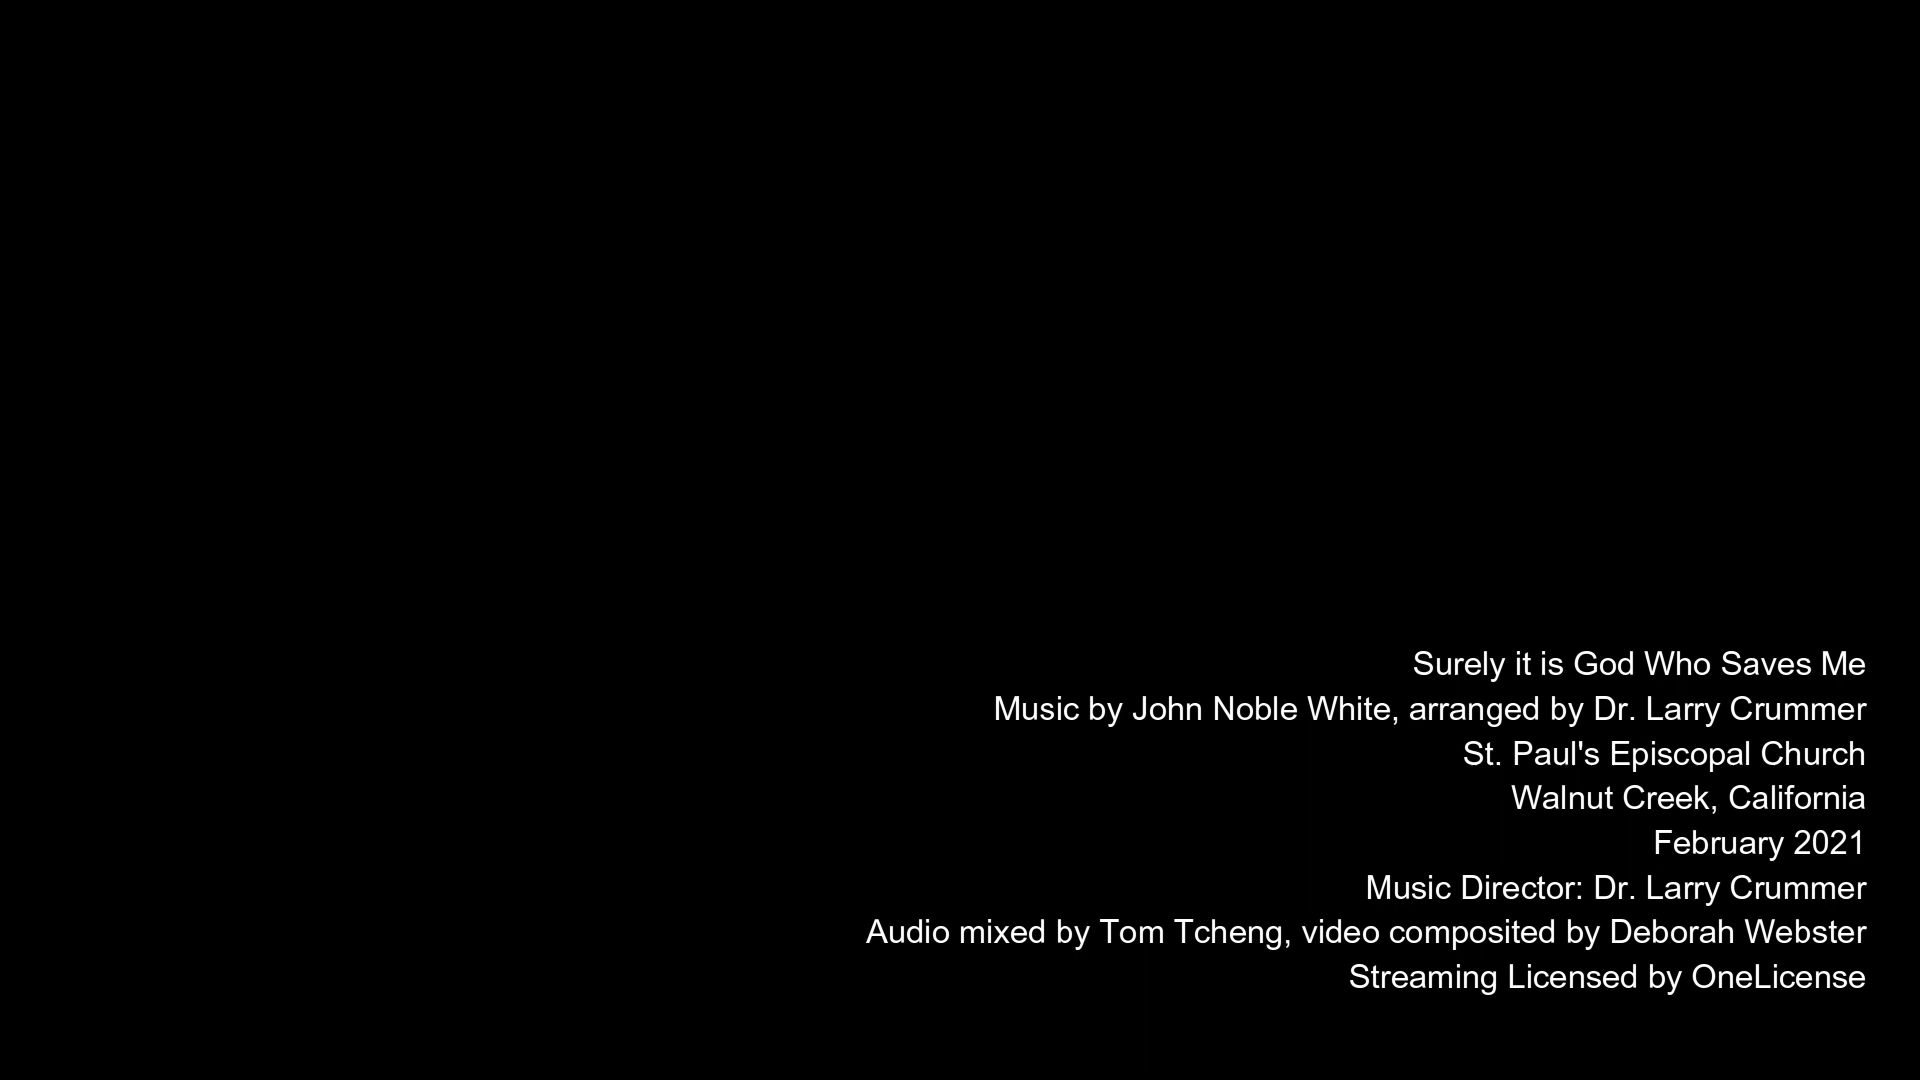 Surely it is God Who Saves Me
Music by John Noble White, arranged by Dr. Larry Crummer
St. Paul's Episcopal Church
Walnut Creek, California
February 2021
Music Director: Dr. Larry Crummer
Audio mixed by Tom Tcheng, video composited by Deborah Webster
Streaming Licensed by OneLicense